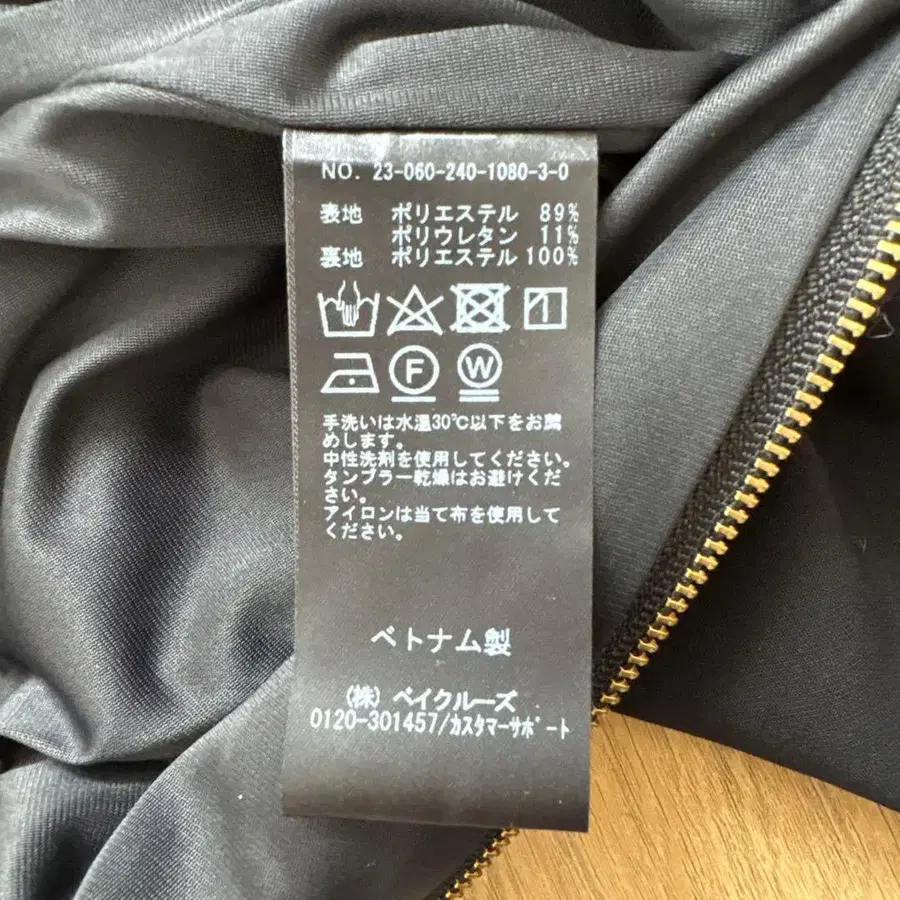 NO. 23-060-240-1080-3-0
表地 ポリエステル 89%
ポリウレタン 11%
裏地 ポリエステル 100%
F W
手洗いは水温30℃以下をお薦
めします。
中性洗剤を使用してください。
タンブラー乾燥はお避けくだ
さい。
アイロンは当て布を使用して
ください。
ベトナム製
(株) ベイクルーズ
0120-301457/カスタマーサポート